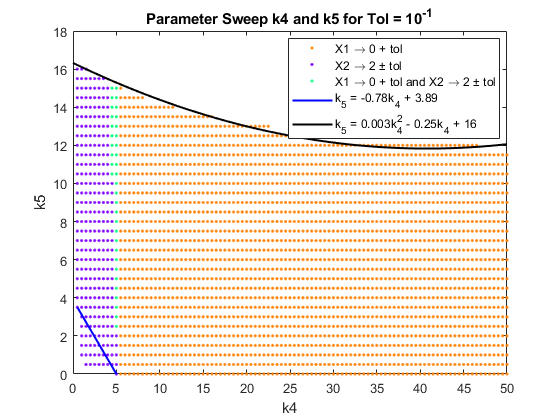 Parameter Sweep k4 and k5 for Tol = 10⁻¹
X1 → 0 + tol
X2 → 2 ± tol
X1 → 0 + tol and X2 → 2 ± tol
k₅ = -0.78k₄ + 3.89
k₅ = 0.003k₄² - 0.25k₄ + 16
18
16
14
12
10
8
6
4
2
0
k5
0 5 10 15 20 25 30 35 40 45 50
k4